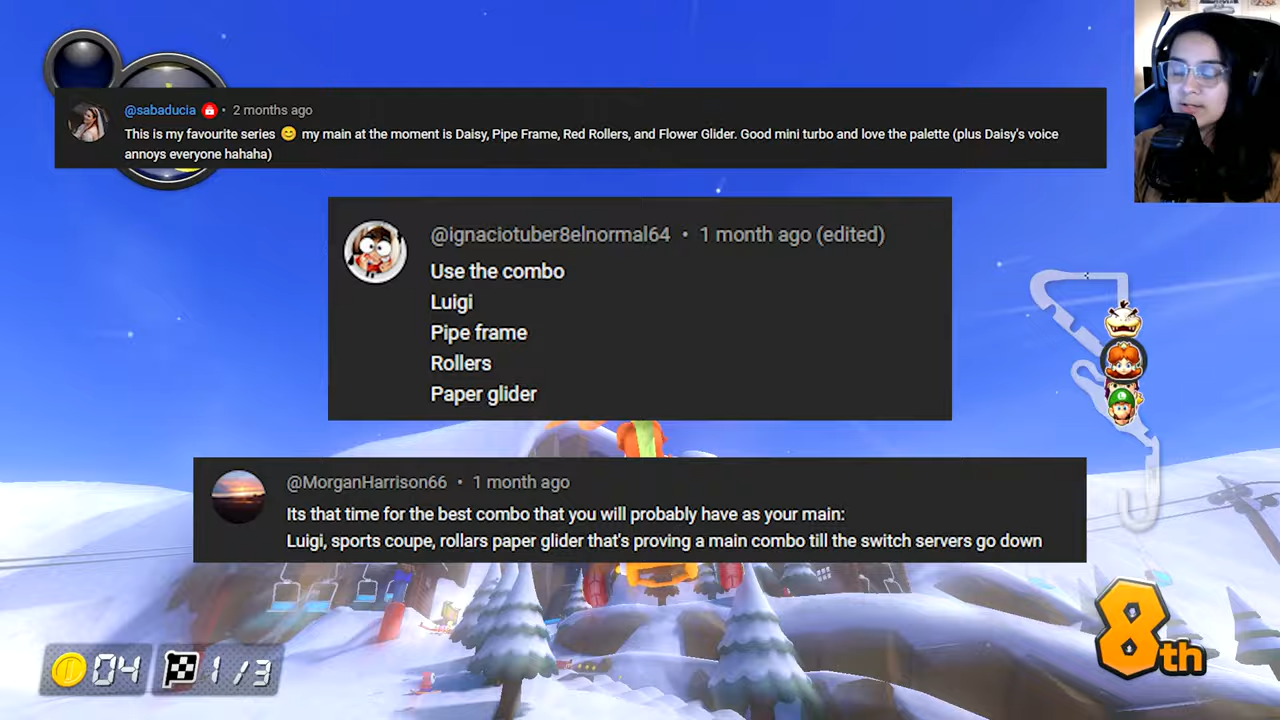 @sabaducia • 2 months ago
This is my favourite series 😊 my main at the moment is Daisy, Pipe Frame, Red Rollers, and Flower Glider. Good mini turbo and love the palette (plus Daisy's voice
annoys everyone hahaha)
@ignaciotuber8elnormal64 • 1 month ago (edited)
Use the combo
Luigi
Pipe frame
Rollers
Paper glider
@MorganHarrison66 • 1 month ago
Its that time for the best combo that you will probably have as your main:
Luigi, sports coupe, rollars paper glider that's proving a main combo till the switch servers go down
8th
04 1/3